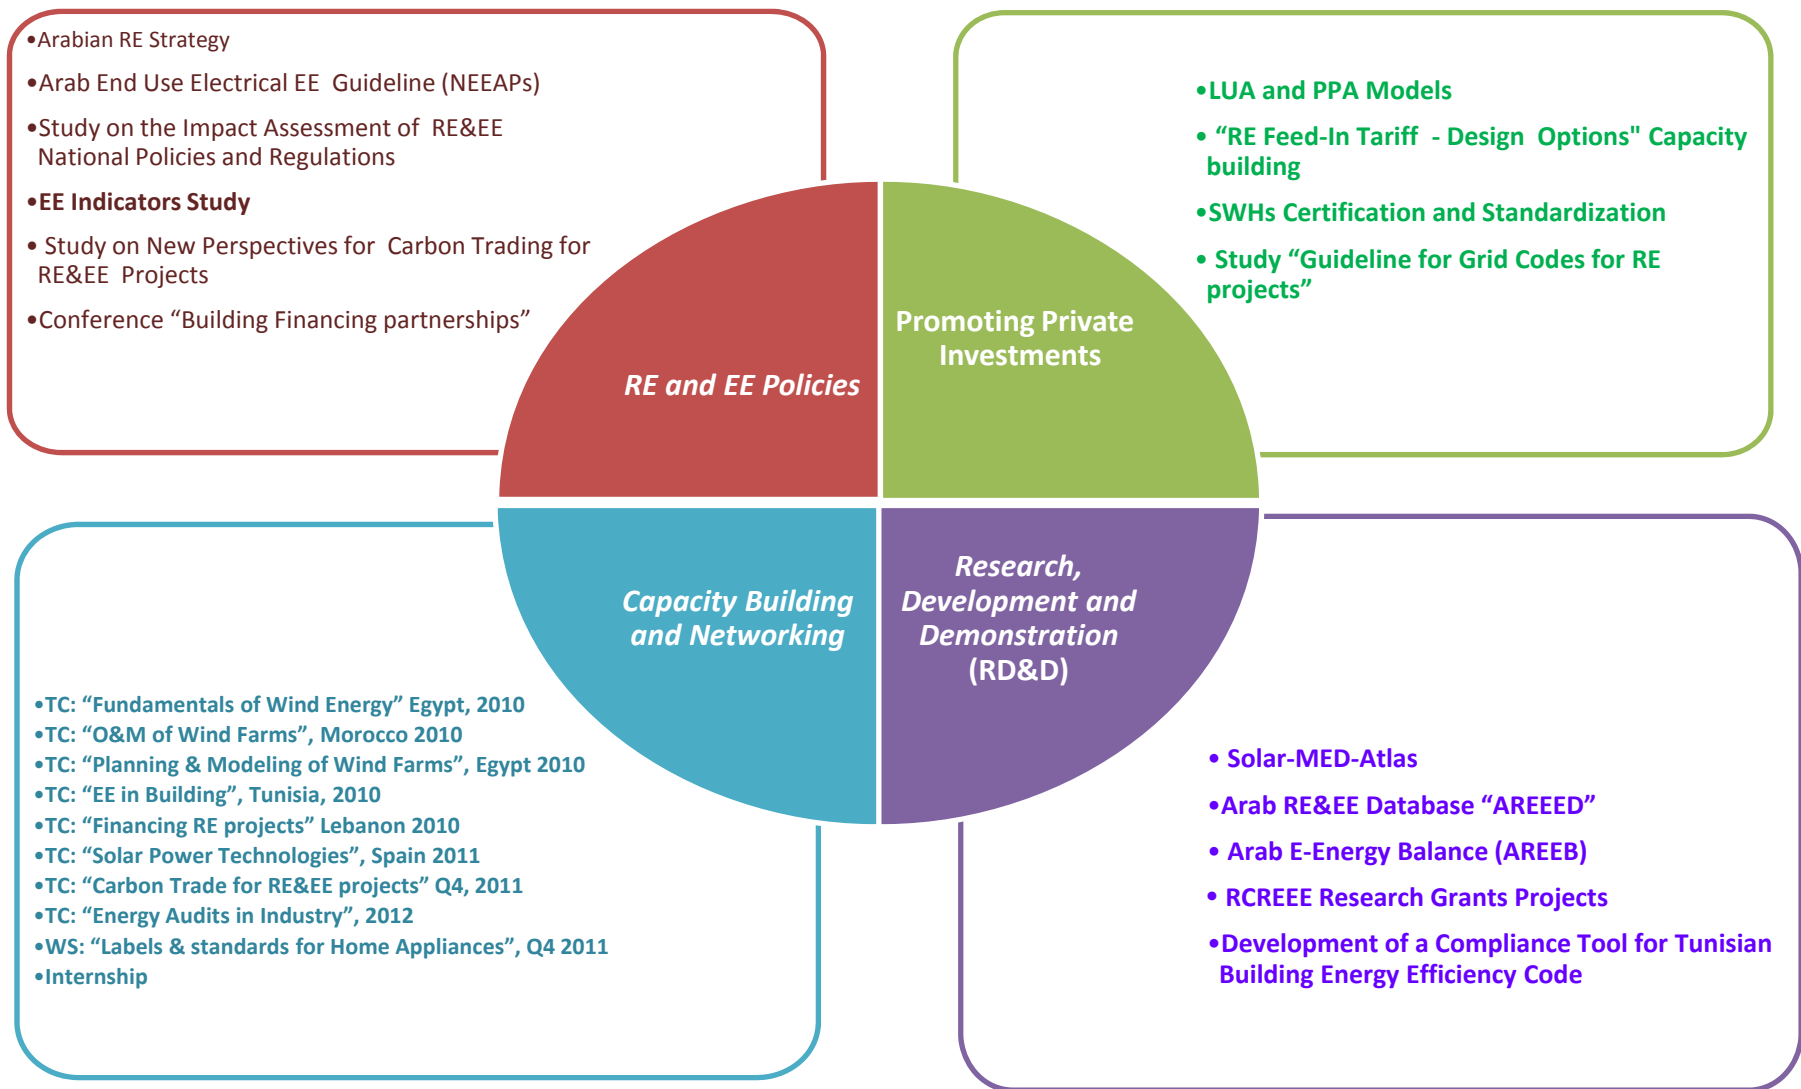 •Arabian RE Strategy
•Arab End Use Electrical EE Guideline (NEEAPs)
•Study on the Impact Assessment of RE&EE
National Policies and Regulations
•EE Indicators Study
• Study on New Perspectives for Carbon Trading for
RE&EE Projects
•Conference “Building Financing partnerships”
RE and EE Policies
•LUA and PPA Models
• “RE Feed-In Tariff - Design Options" Capacity
building
•SWHs Certification and Standardization
• Study “Guideline for Grid Codes for RE
projects”
Promoting Private
Investments
Capacity Building
and Networking
•TC: “Fundamentals of Wind Energy” Egypt, 2010
•TC: “O&M of Wind Farms”, Morocco 2010
•TC: “Planning & Modeling of Wind Farms”, Egypt 2010
•TC: “EE in Building”, Tunisia, 2010
•TC: “Financing RE projects” Lebanon 2010
•TC: “Solar Power Technologies”, Spain 2011
•TC: “Carbon Trade for RE&EE projects” Q4, 2011
•TC: “Energy Audits in Industry”, 2012
•WS: “Labels & standards for Home Appliances”, Q4 2011
•Internship
Research,
Development and
Demonstration
(RD&D)
• Solar-MED-Atlas
•Arab RE&EE Database “AREEED”
• Arab E-Energy Balance (AREEB)
• RCREEE Research Grants Projects
•Development of a Compliance Tool for Tunisian
Building Energy Efficiency Code